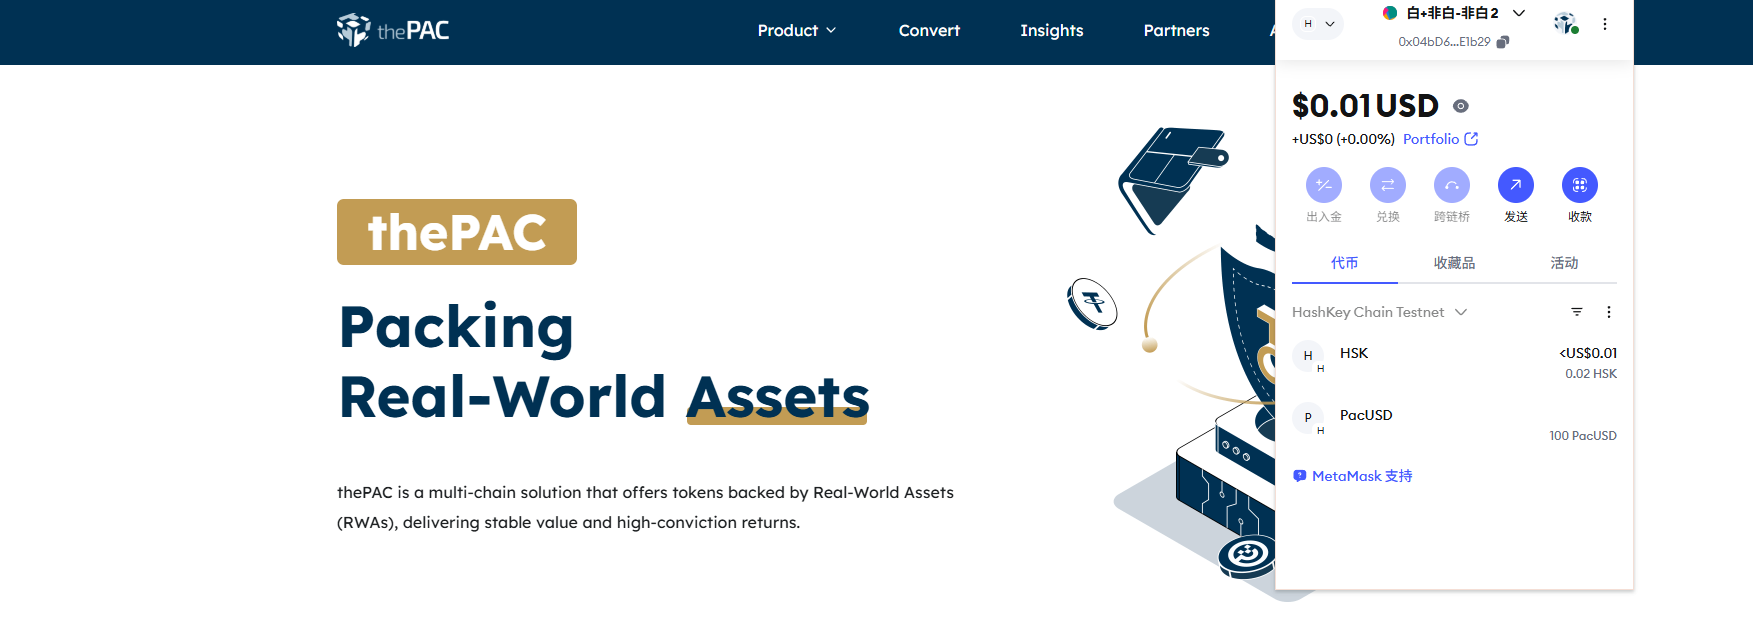 thePAC
Product
Convert
Insights
Partners
thePAC
Packing
Real-World Assets
thePAC is a multi-chain solution that offers tokens backed by Real-World Assets
(RWAs), delivering stable value and high-conviction returns.
H
白+非白-非白2
0x04bD6...E1b29
$0.01 USD
+US$0 (+0.00%) Portfolio
出入金
兑换
跨链桥
发送
收款
代币
收藏品
活动
HashKey Chain Testnet
H
H
HSK
<US$0.01
0.02 HSK
P
H
PacUSD
100 PacUSD
MetaMask 支持